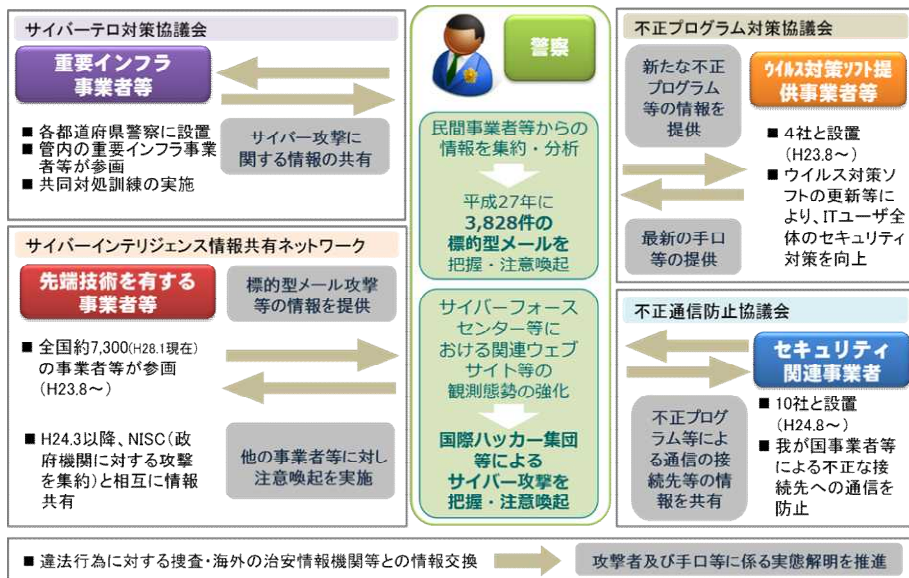 サイバーテロ対策協議会
重要インフラ
事業者等
■ 各都道府県警察に設置
■ 管内の重要インフラ事業
者等が参画
■ 共同対処訓練の実施
サイバー攻撃に
関する情報の共有
サイバーインテリジェンス情報共有ネットワーク
先端技術を有する
事業者等
標的型メール攻撃
等の情報を提供
■ 全国約7,300(H28.1現在)
の事業者等が参画
(H23.8～)
■ H24.3以降、NISC(政
府機関に対する攻撃
を集約)と相互に情報
共有
他の事業者等に対し
注意喚起を実施
警察
民間事業者等からの
情報を集約・分析
平成27年に
3,828件の
標的型メールを
把握・注意喚起
サイバーフォース
センター等に
おける関連ウェブ
サイト等の
観測態勢の強化
国際ハッカー集団
等による
サイバー攻撃を
把握・注意喚起
不正プログラム対策協議会
新たな不正
プログラム
等の情報を
提供
ウイルス対策ソフト提
供事業者等
■ 4社と設置
(H23.8～)
■ ウイルス対策ソ
フトの更新等に
より、ITユーザ全
体のセキュリティ
対策を向上
最新の手口
等の提供
不正通信防止協議会
セキュリティ
関連事業者
不正プログ
ラム等によ
る通信の接
続先等の情
報を共有
■ 10社と設置
(H24.8～)
■ 我が国事業者等
による不正な接
続先への通信を
防止
■ 違法行為に対する捜査・海外の治安情報機関等との情報交換
攻撃者及び手口等に係る実態解明を推進